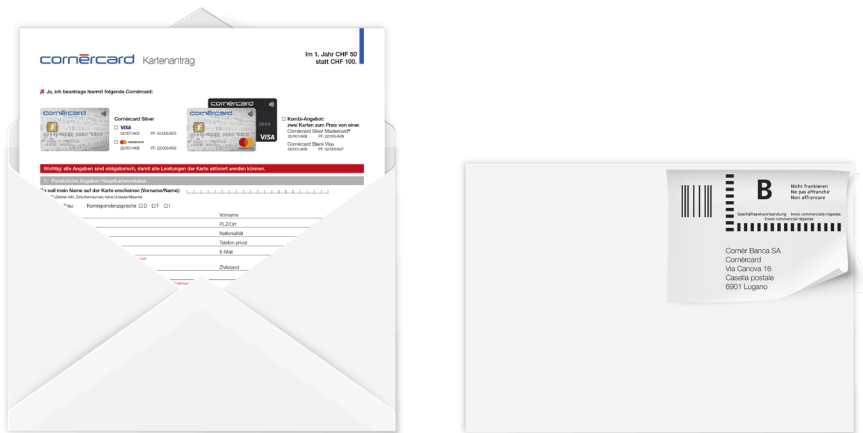 cornèrcard Kartenantrag
Im 1. Jahr CHF 50
statt CHF 100.
Ja, ich beantrage hiermit folgende Cornèrcard:
cornèrcard
cornèrcard
cornèrcard
VISA
Cornèrcard Silver
VISA
mastercard
Kombi-Angebot:
zwei Karten zum Preis von einer.
Cornèrcard Silver Mastercard®
Cornèrcard Black Visa
Wichtig: alle Angaben sind obligatorisch, damit alle Leistungen der Karte aktiviert werden können.
1. Persönliche Angaben Hauptkarteninhaber
soll mein Name auf der Karte erscheinen (Vorname/Name):
Frau Korrespondenzsprache D F I
Vorname
PLZ/Ort
Nationalität
Telefon privat
E-Mail
Zivilstand
B
Nicht frankieren
Ne pas affranchir
Non affrancare
Geschäftsantwortsendung Invio commerciale-risposta
Envoi commercial-réponse
Cornèr Banca SA
Cornèrcard
Via Canova 16
Casella postale
6901 Lugano